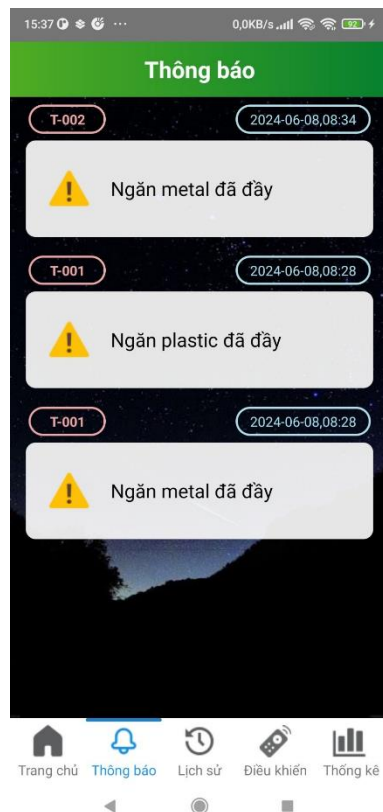 15:37 ... 0,0KB/s 92
Thông báo
T-002 2024-06-08,08:34
Ngăn metal đã đầy
T-001 2024-06-08,08:28
Ngăn plastic đã đầy
T-001 2024-06-08,08:28
Ngăn metal đã đầy
Trang chủ Thông báo Lịch sử Điều khiển Thống kê